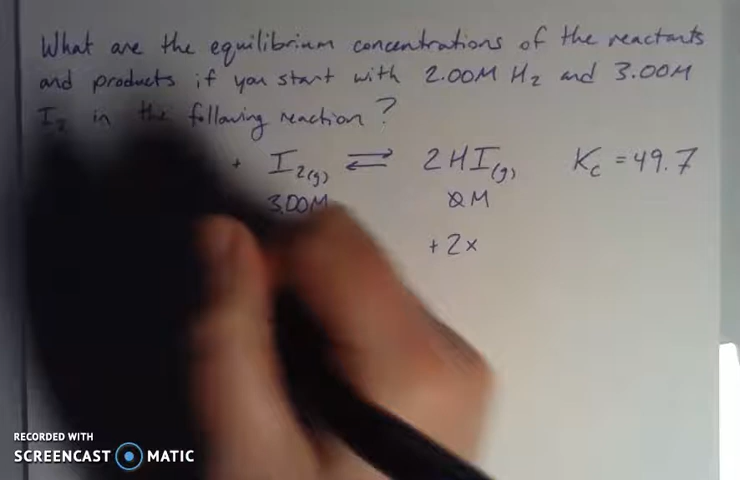 What are the equilibrium concentrations of the reactants
and products if you start with 2.00M H₂ and 3.00M
I₂ in the following reaction?
+ I₂(g) ⇌ 2HI(g) Kc = 49.7
3.00M 0M
+2x
RECORDED WITH
SCREENCAST MATIC